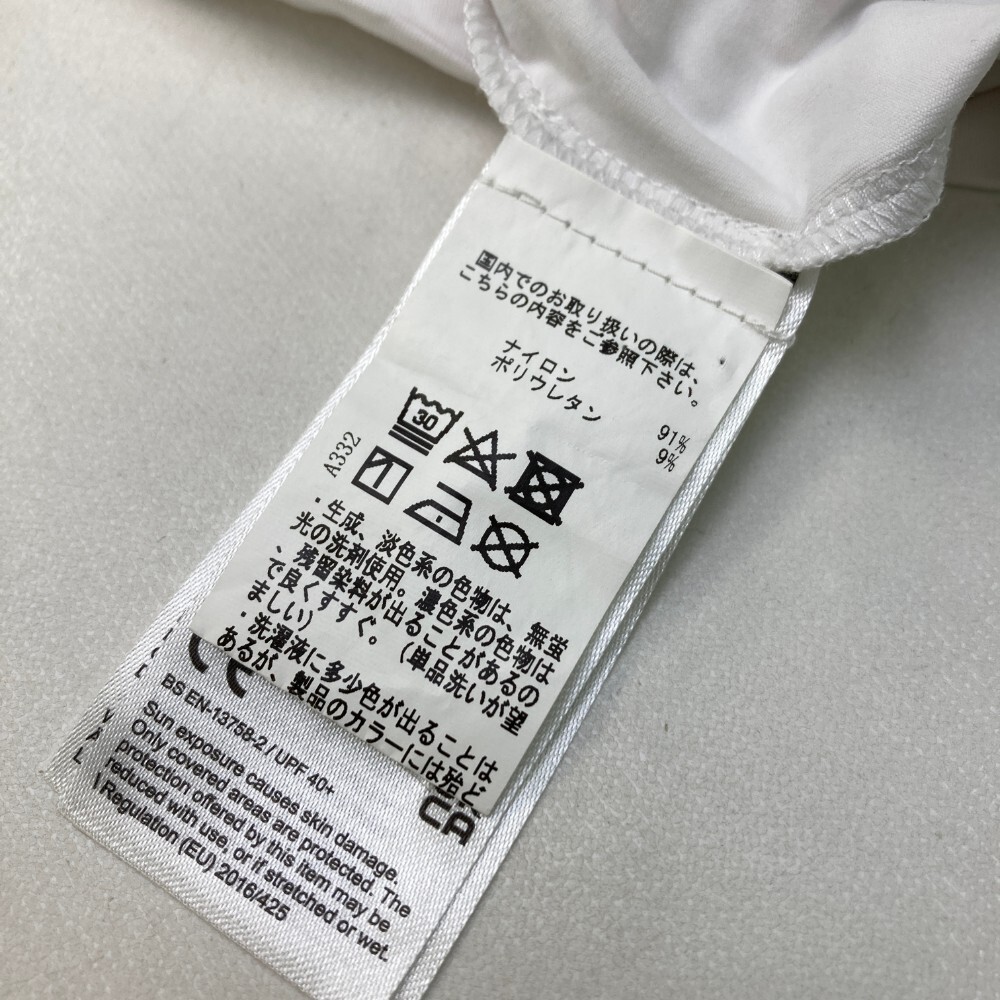 国内でのお取り扱いの際は、
こちらの内容をご参照下さい。
ナイロン 91%
ポリウレタン 9%
30
A332
・生成、淡色系の色物は、無蛍
光の洗剤使用。濃色系の色物は
、残留染料が出ることがあるの
で良くすすぐ。（単品洗いが望
ましい）
・洗濯液に多少色が出ることは
あるが、製品のカラーには殆ど
CE
CA
BS EN-13758-2 / UPF 40+
Sun exposure causes skin damage.
Only covered areas are protected. The
protection offered by this item may be
reduced with use, or if stretched or wet.
Regulation (EU) 2016/425